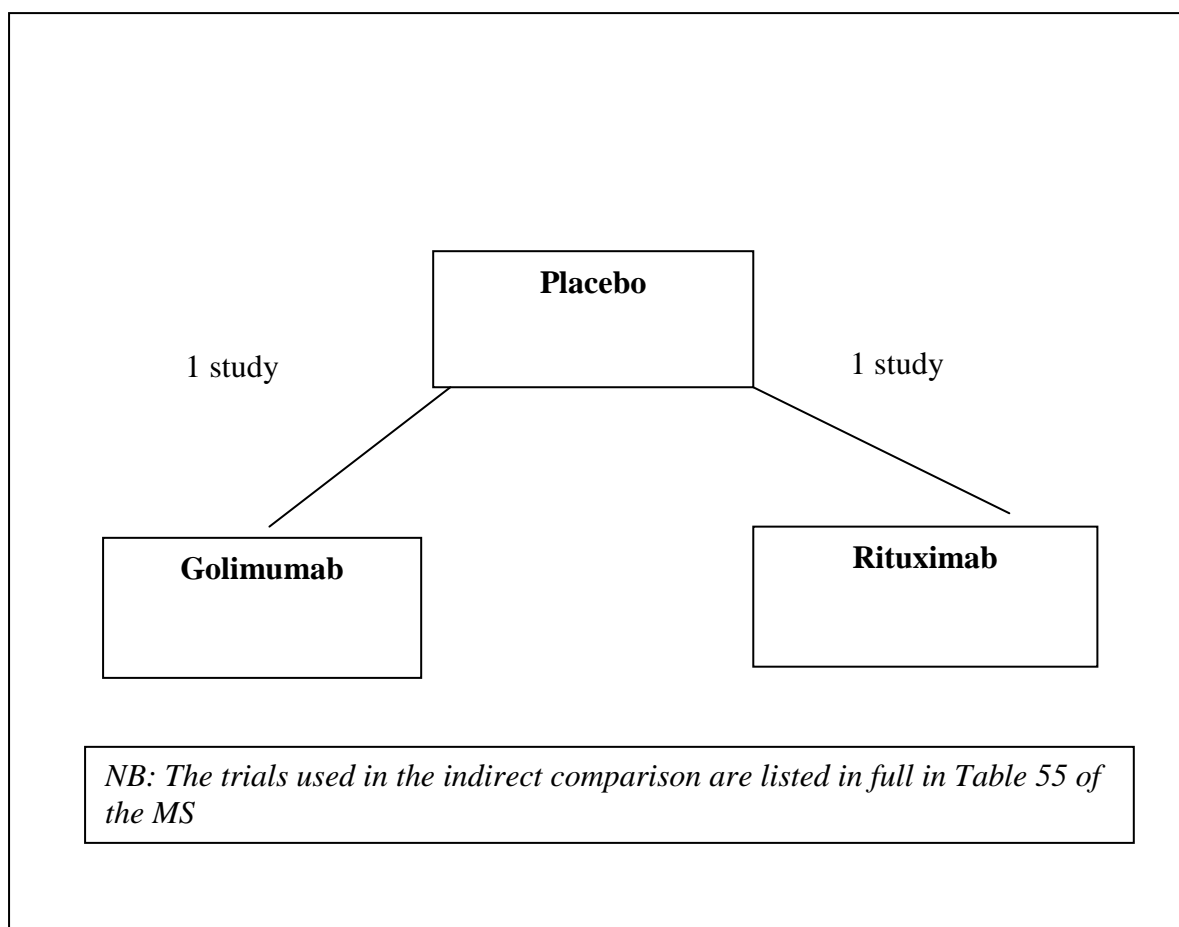 Placebo
1 study
1 study
Golimumab
Rituximab
NB: The trials used in the indirect comparison are listed in full in Table 55 of
the MS